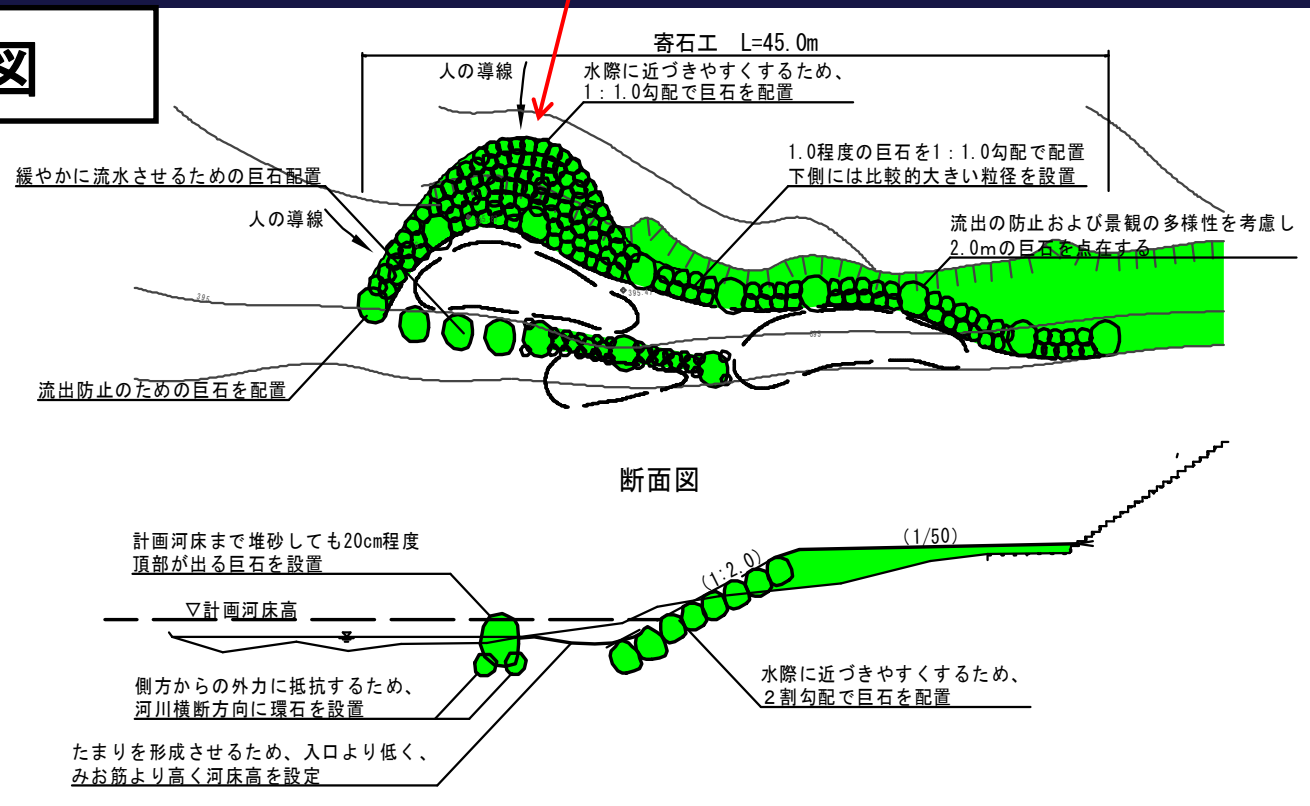 図
寄石工 L=45.0m
人の導線
水際に近づきやすくするため、
1:1.0勾配で巨石を配置
1.0程度の巨石を1:1.0勾配で配置
下側には比較的大きい粒径を設置
緩やかに流水させるための巨石配置
人の導線
流出の防止および景観の多様性を考慮し
2.0mの巨石を点在する
395
395
流出防止のための巨石を配置
断面図
計画河床まで堆砂しても20cm程度
頂部が出る巨石を設置
(1/50)
(1:2.0)
▽計画河床高
水際に近づきやすくするため、
2割勾配で巨石を配置
側方からの外力に抵抗するため、
河川横断方向に環石を設置
たまりを形成させるため、入口より低く、
みお筋より高く河床高を設定